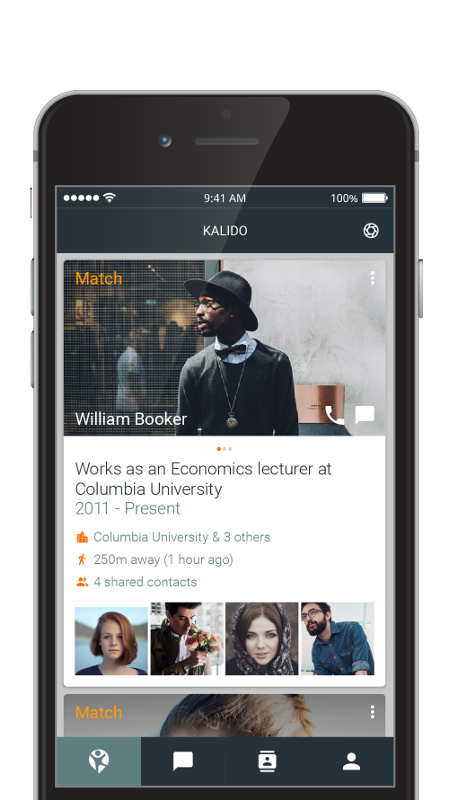 9:41 AM
100%
KALIDO
Match
William Booker
Works as an Economics lecturer at
Columbia University
2011 - Present
Columbia University & 3 others
250m away (1 hour ago)
4 shared contacts
Match